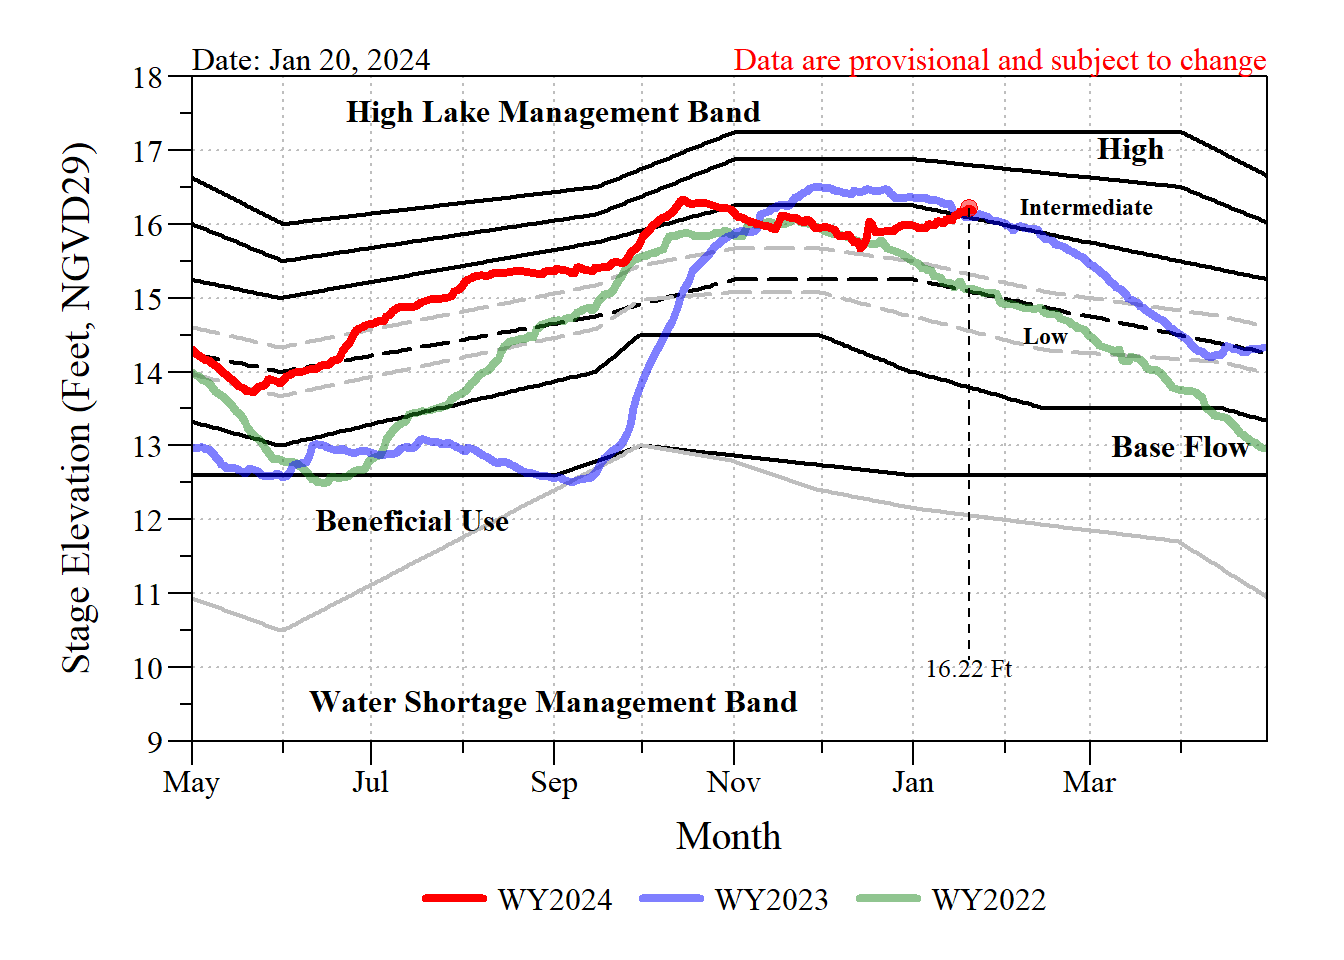 Date: Jan 20, 2024
Data are provisional and subject to change
18
17
16
15
14
13
12
11
10
9
Stage Elevation (Feet, NGVD29)
High Lake Management Band
High
Intermediate
Low
Base Flow
Beneficial Use
16.22 Ft
Water Shortage Management Band
May Jul Sep Nov Jan Mar
Month
WY2024 WY2023 WY2022